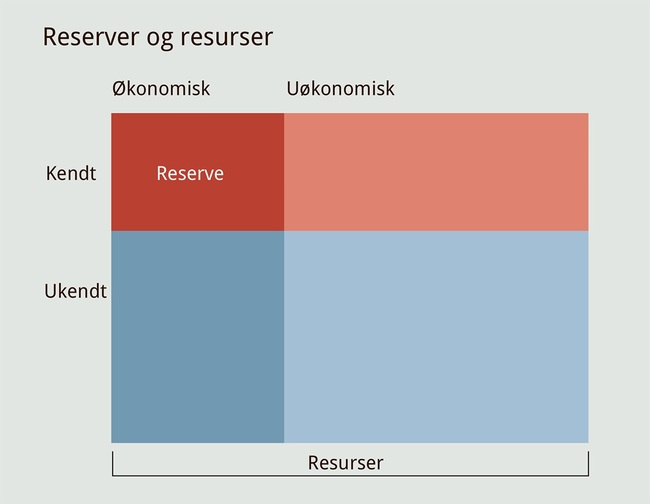 Reserver og resurser
Økonomisk Uøkonomisk
Kendt Reserve
Ukendt
Resurser